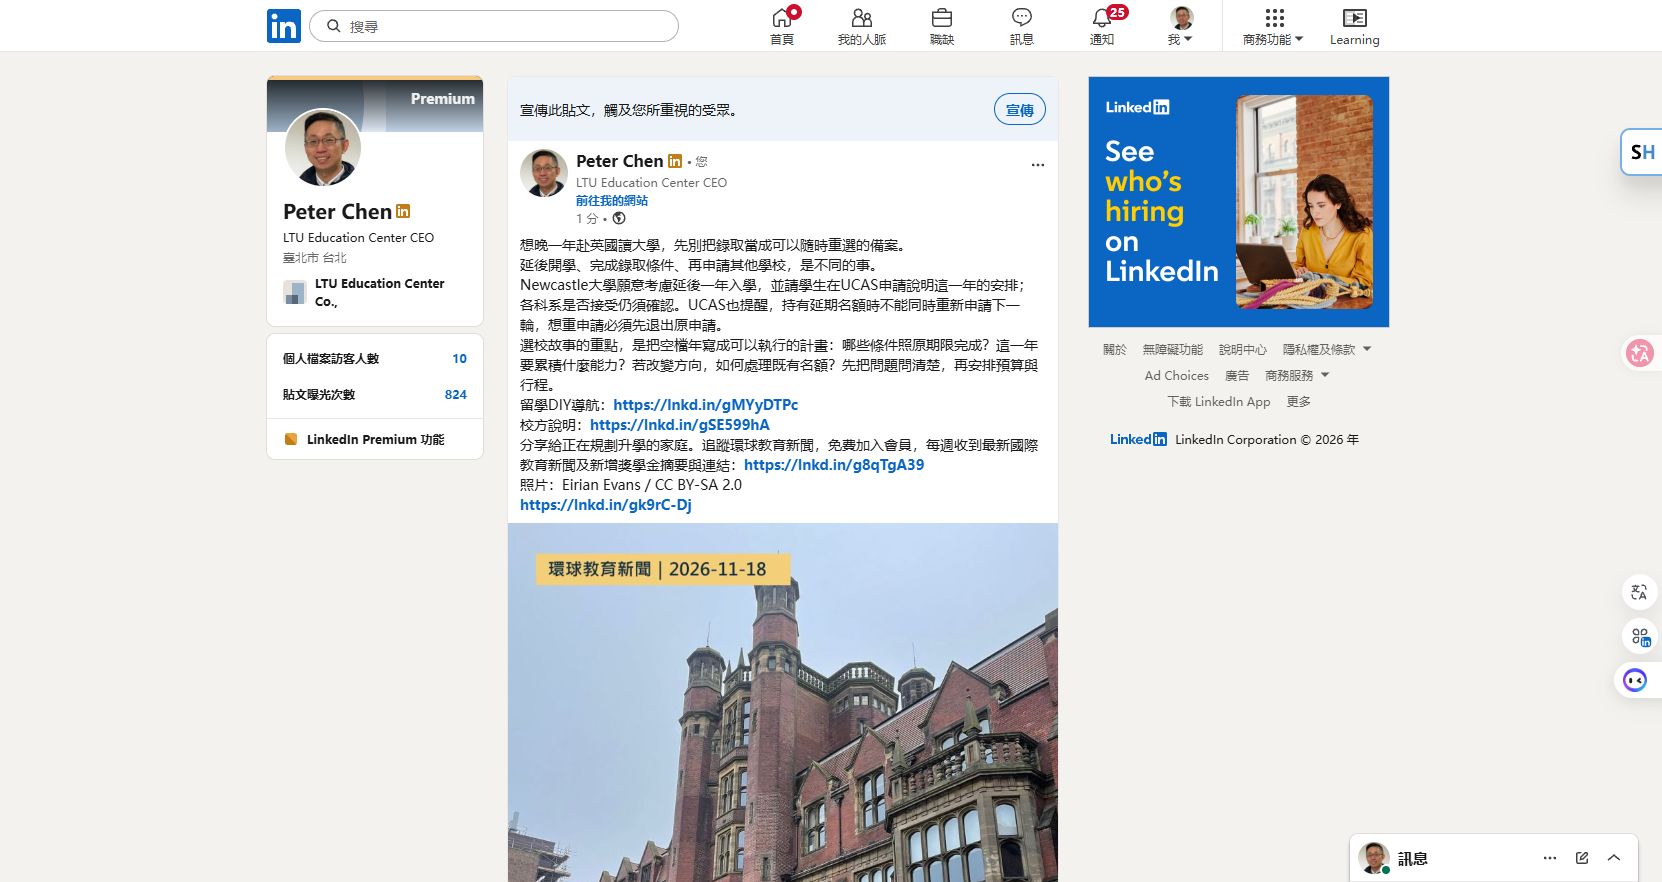 in
搜尋
首頁
我的人脈
職缺
訊息
25
通知
我
商務功能
Learning
Premium
Peter Chen in
LTU Education Center CEO
臺北市 台北
LTU Education Center
Co.,
個人檔案訪客人數 10
貼文曝光次數 824
LinkedIn Premium 功能
宣傳此貼文，觸及您所重視的受眾。
宣傳
Peter Chen in • 您
LTU Education Center CEO
前往我的網站
1 分 •
想晚一年赴英國讀大學，先別把錄取當成可以隨時重選的備案。
延後開學、完成錄取條件、再申請其他學校，是不同的事。
Newcastle大學願意考慮延後一年入學，並請學生在UCAS申請說明這一年的安排；
各科系是否接受仍須確認。UCAS也提醒，持有延期名額時不能同時重新申請下一
輪，想重申請必須先退出原申請。
選校故事的重點，是把空檔年寫成可以執行的計畫：哪些條件照原期限完成？這一年
要累積什麼能力？若改變方向，如何處理既有名額？先把問題問清楚，再安排預算與
行程。
留學DIY導航：https://lnkd.in/gMYyDTPc
校方說明：https://lnkd.in/gSE599hA
分享給正在規劃升學的家庭。追蹤環球教育新聞，免費加入會員，每週收到最新國際
教育新聞及新增獎學金摘要與連結：https://lnkd.in/g8qTgA39
照片：Eirian Evans / CC BY-SA 2.0
https://lnkd.in/gk9rC-Dj
環球教育新聞｜2026-11-18
LinkedIn
See
who's
hiring
on
LinkedIn
關於 無障礙功能 說明中心 隱私權及條款
Ad Choices 廣告 商務服務
下載 LinkedIn App 更多
LinkedIn LinkedIn Corporation © 2026 年
SH
訊息